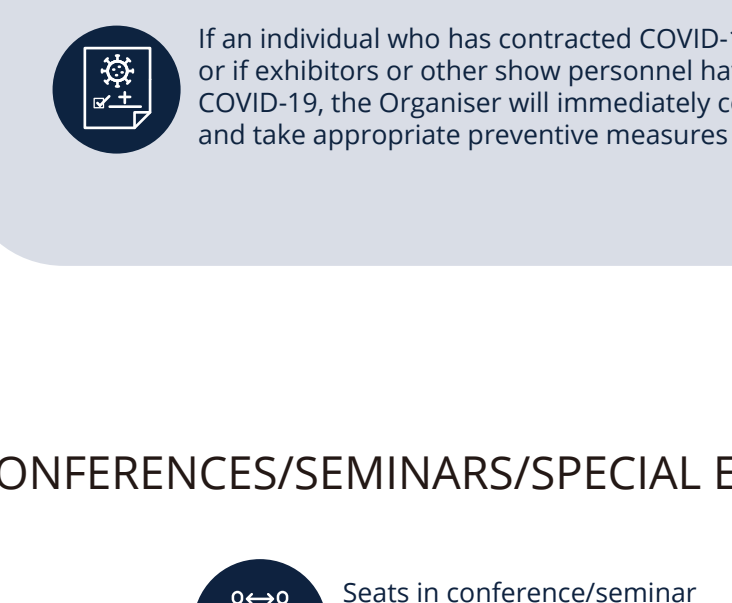 If an individual who has contracted COVID-1
or if exhibitors or other show personnel ha
COVID-19, the Organiser will immediately c
and take appropriate preventive measures
ONFERENCES/SEMINARS/SPECIAL E
Seats in conference/seminar